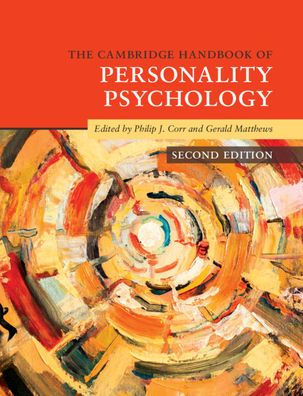 THE CAMBRIDGE HANDBOOK OF
PERSONALITY
PSYCHOLOGY
Edited by Philip J. Corr and Gerald Matthews
SECOND EDITION